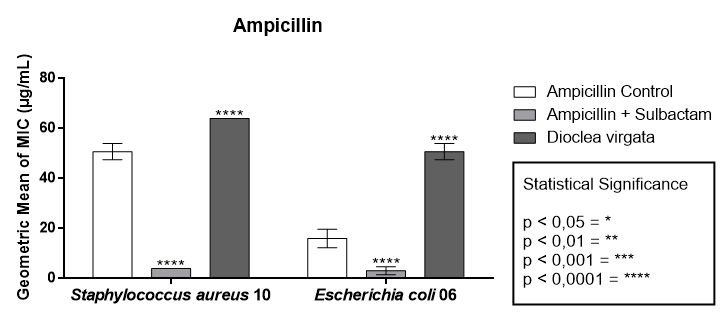 Ampicillin
Geometric Mean of MIC (µg/mL)
80
60
40
20
0
****
****
****
****
Staphylococcus aureus 10
Escherichia coli 06
Ampicillin Control
Ampicillin + Sulbactam
Dioclea virgata
Statistical Significance
p < 0,05 = *
p < 0,01 = **
p < 0,001 = ***
p < 0,0001 = ****